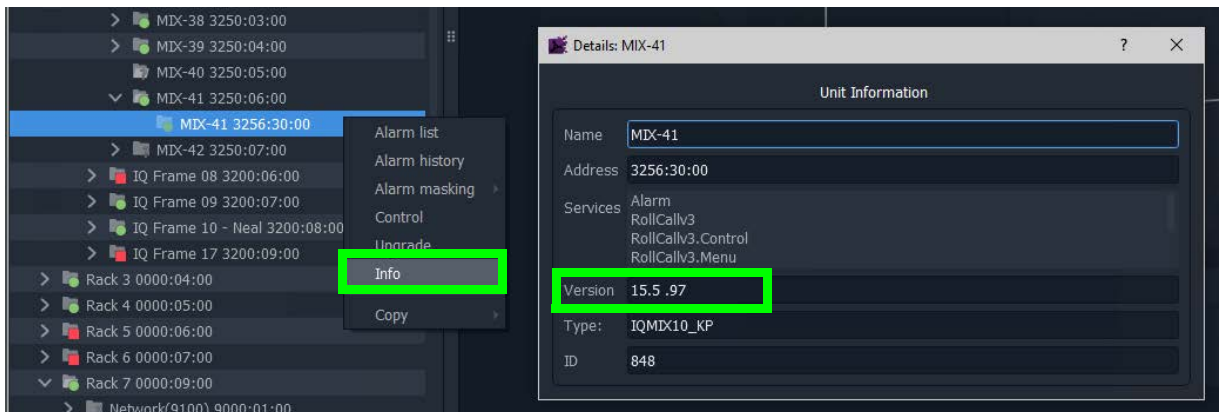 MIX-38 3250:03:00
MIX-39 3250:04:00
MIX-40 3250:05:00
MIX-41 3250:06:00
MIX-41 3256:30:00
MIX-42 3250:07:00
IQ Frame 08 3200:06:00
IQ Frame 09 3200:07:00
IQ Frame 10 - Neal 3200:08:00
IQ Frame 17 3200:09:00
Rack 3 0000:04:00
Rack 4 0000:05:00
Rack 5 0000:06:00
Rack 6 0000:07:00
Rack 7 0000:09:00
Network(9100) 9000:01:00
Alarm list
Alarm history
Alarm masking
Control
Upgrade
Info
Copy
Details: MIX-41
? ×
Unit Information
Name MIX-41
Address 3256:30:00
Services Alarm
RollCallv3
RollCallv3.Control
RollCallv3.Menu
Version 15.5 .97
Type: IQMIX10_KP
ID 848